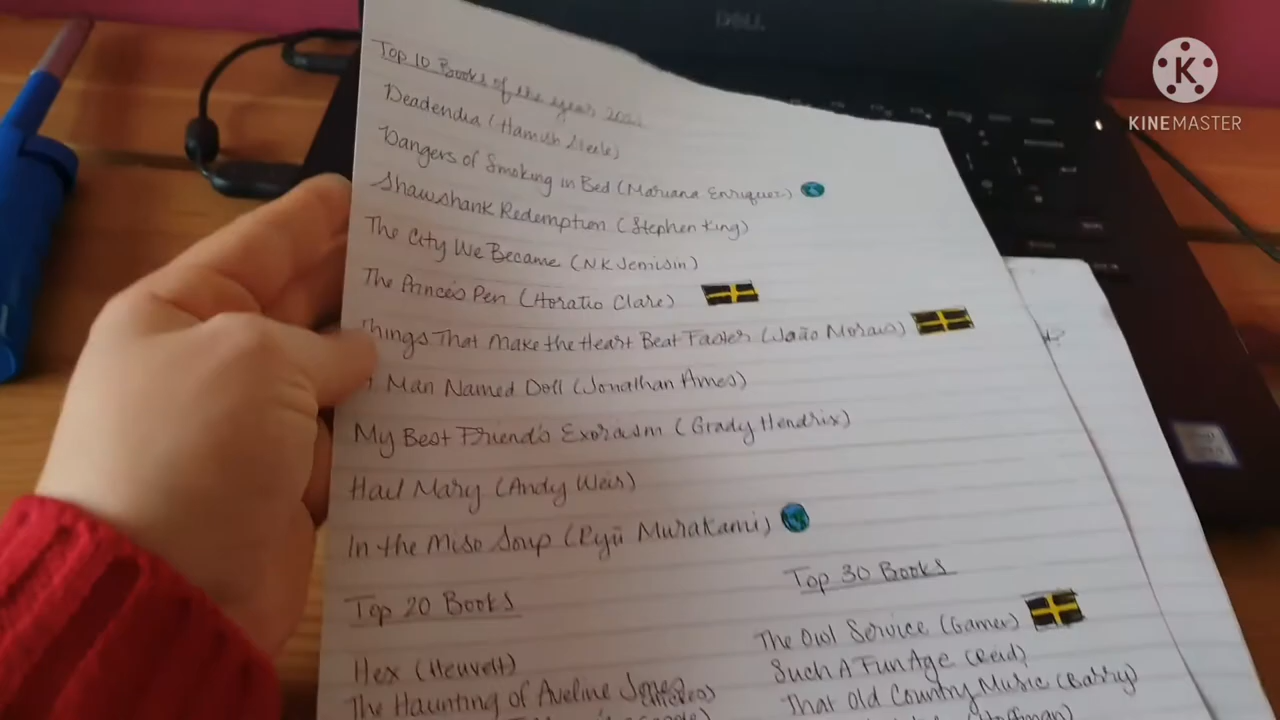 DELL
K
KINEMASTER
Top 10 Books of the year
Deadendia (Hamish Steele)
Dangers of Smoking in Bed (Mariana Enriquez)
Shawshank Redemption (Stephen King)
The City We Became (NK Jemisin)
The Prince's Pen (Horatio Clare)
Things That Make the Heart Beat Faster (João Morais)
Man Named Doll (Jonathan Ames)
My Best Friend's Exorcism (Grady Hendrix)
Hail Mary (Andy Weir)
In the Miso Soup (Ryū Murakami)
Top 20 Books
Hex (Heuvelt)
The Haunting of Aveline Jones
Top 30 Books
The Owl Service (Garner)
Such A Fun Age (Reid)
That Old Country Music (Barry)
(Hoffman)